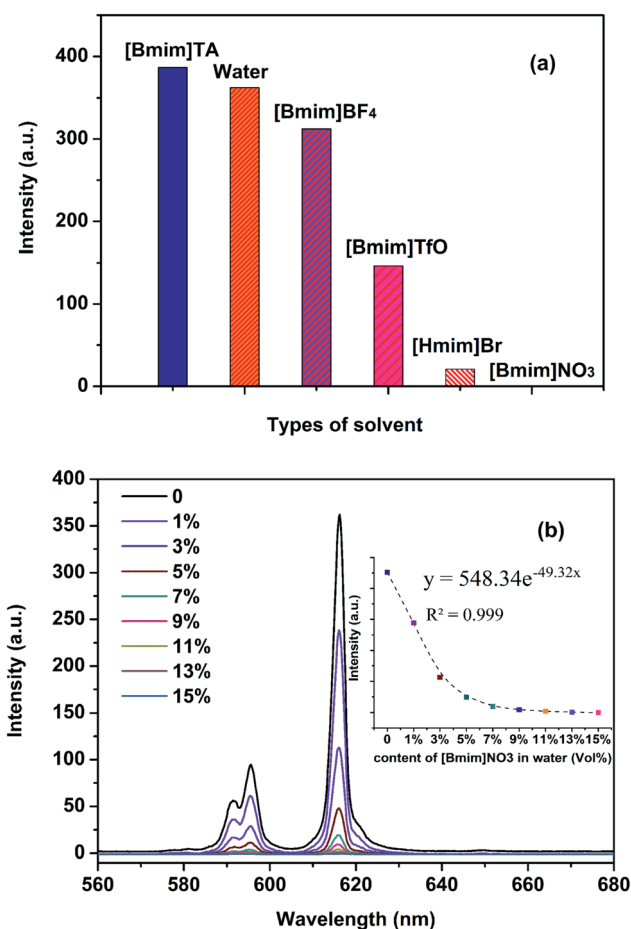 (a)
[Bmim]TA
Water
[Bmim]BF4
[Bmim]TfO
[Hmim]Br
[Bmim]NO3
400
300
200
100
0
Intensity (a.u.)
Types of solvent
(b)
0
1%
3%
5%
7%
9%
11%
13%
15%
400
350
300
250
200
150
100
50
0
Intensity (a.u.)
560 580 600 620 640 660 680
Wavelength (nm)
y = 548.34e^-49.32x
R² = 0.999
Intensity (a.u.)
0 1% 3% 5% 7% 9% 11% 13% 15%
content of [Bmim]NO3 in water (Vol%)